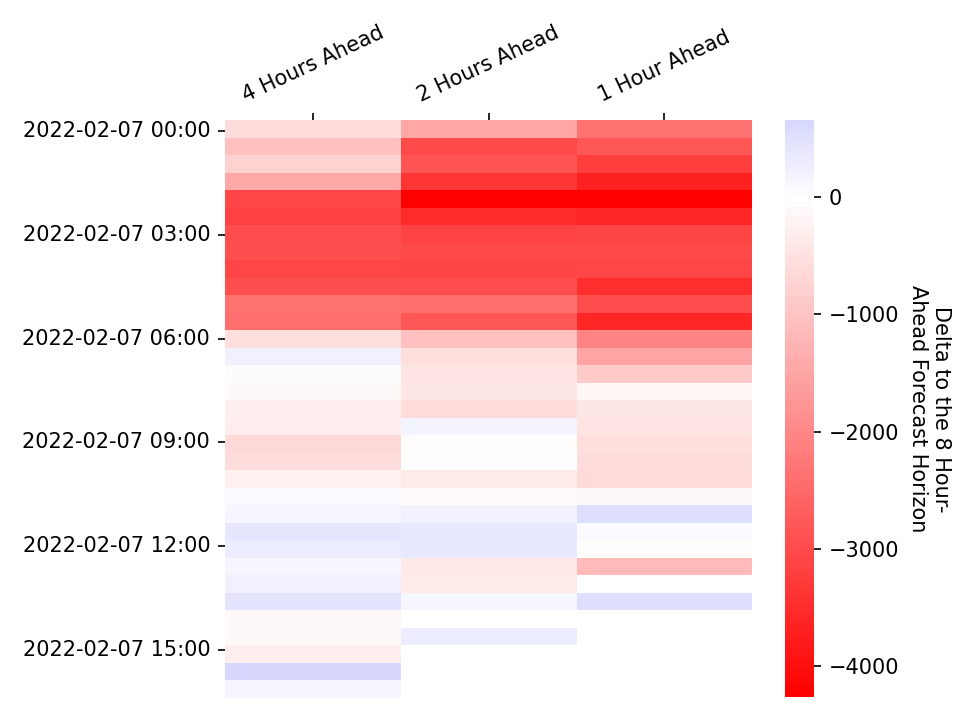 4 Hours Ahead
2 Hours Ahead
1 Hour Ahead
2022-02-07 00:00
2022-02-07 03:00
2022-02-07 06:00
2022-02-07 09:00
2022-02-07 12:00
2022-02-07 15:00
0
−1000
−2000
−3000
−4000
Delta to the 8 Hour-
Ahead Forecast Horizon